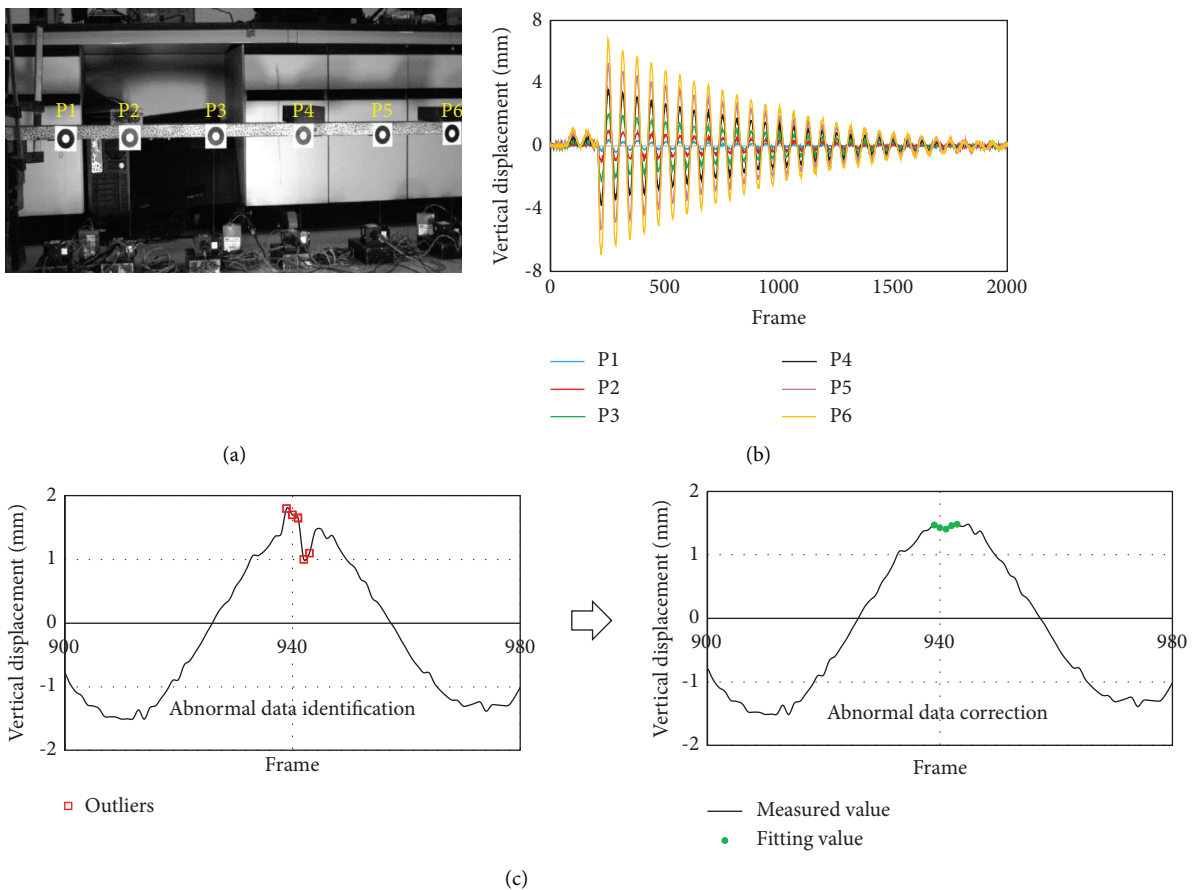 P1 P2 P3 P4 P5 P6
(a)
Vertical displacement (mm)
8
4
0
-4
-8
0 500 1000 1500 2000
Frame
P1
P2
P3
P4
P5
P6
(b)
Vertical displacement (mm)
2
1
0
-1
-2
900 940 980
Abnormal data identification
Frame
Outliers
Vertical displacement (mm)
2
1
0
-1
-2
900 940 980
Abnormal data correction
Frame
Measured value
Fitting value
(c)